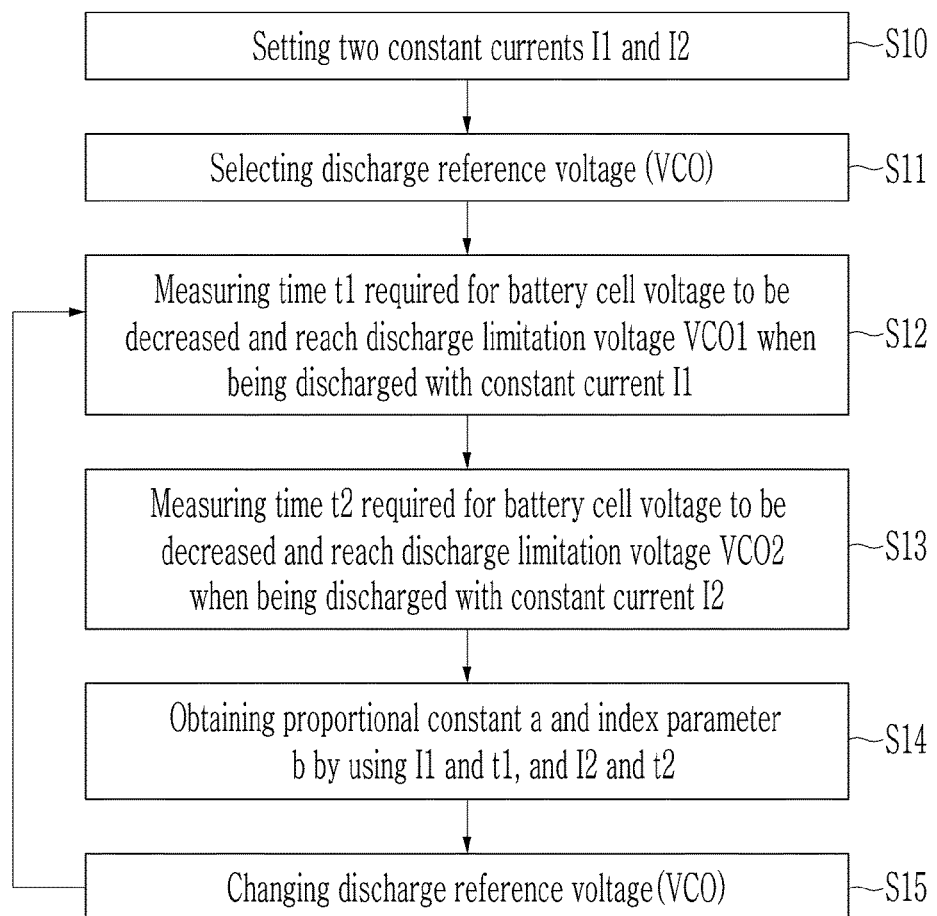 Setting two constant currents I1 and I2
S10
Selecting discharge reference voltage (VCO)
S11
Measuring time t1 required for battery cell voltage to be
decreased and reach discharge limitation voltage VCO1 when
being discharged with constant current I1
S12
Measuring time t2 required for battery cell voltage to be
decreased and reach discharge limitation voltage VCO2
when being discharged with constant current I2
S13
Obtaining proportional constant a and index parameter
b by using I1 and t1, and I2 and t2
S14
Changing discharge reference voltage(VCO)
S15